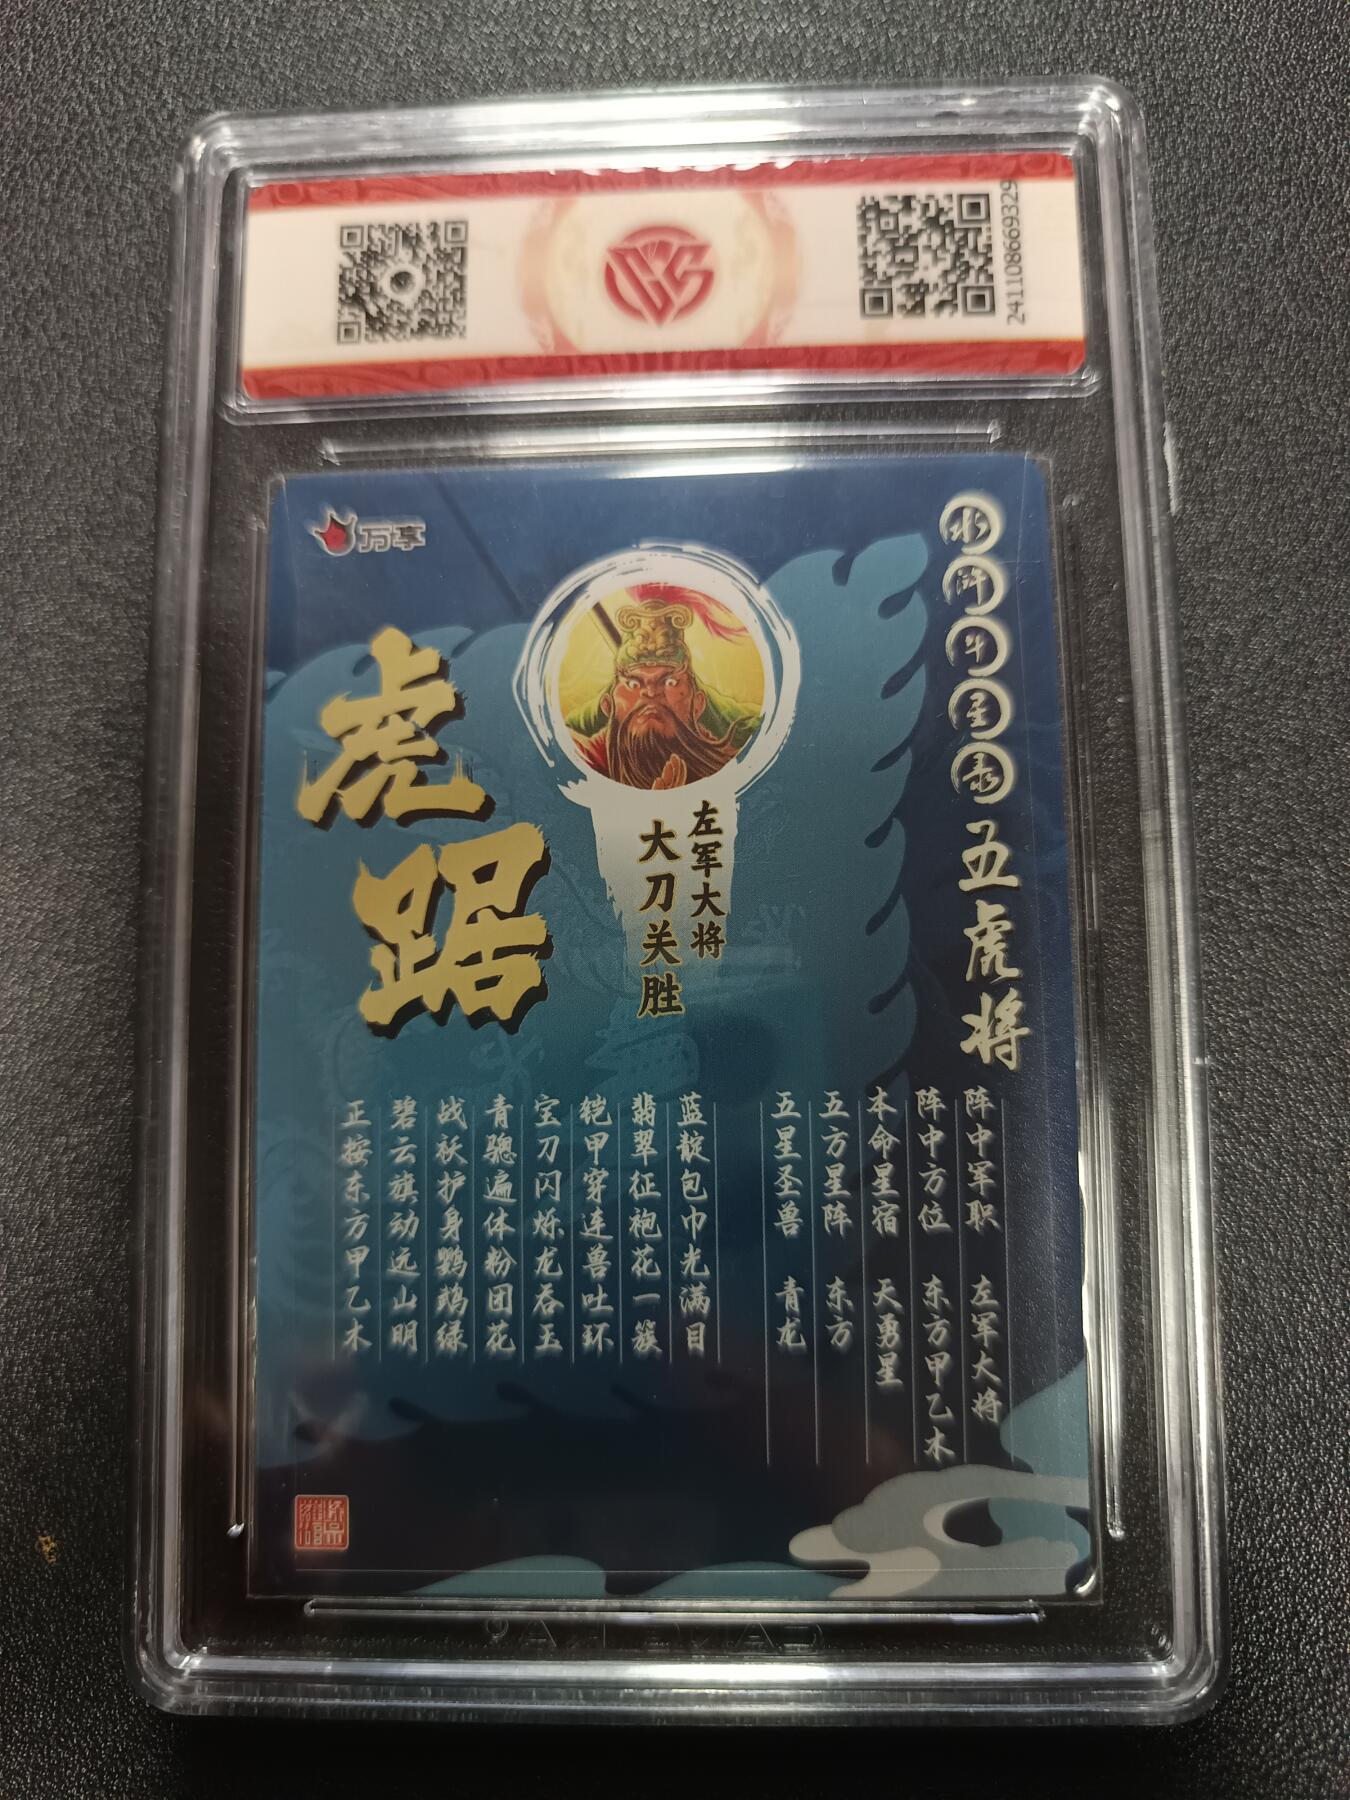 241108669329
万享
水浒斗星录 五虎将
虎踞
左军大将
大刀关胜
阵中军职 左军大将
阵中方位 东方甲乙木
本命星宿 天勇星
五方星阵 东方
五星圣兽 青龙
蓝靛包巾光满目
翡翠征袍花一簇
铠甲穿连兽吐环
宝刀闪烁龙吞玉
青骢遍体粉团花
战袄护身鹦鹉绿
碧云旗动远山明
正按东方甲乙木